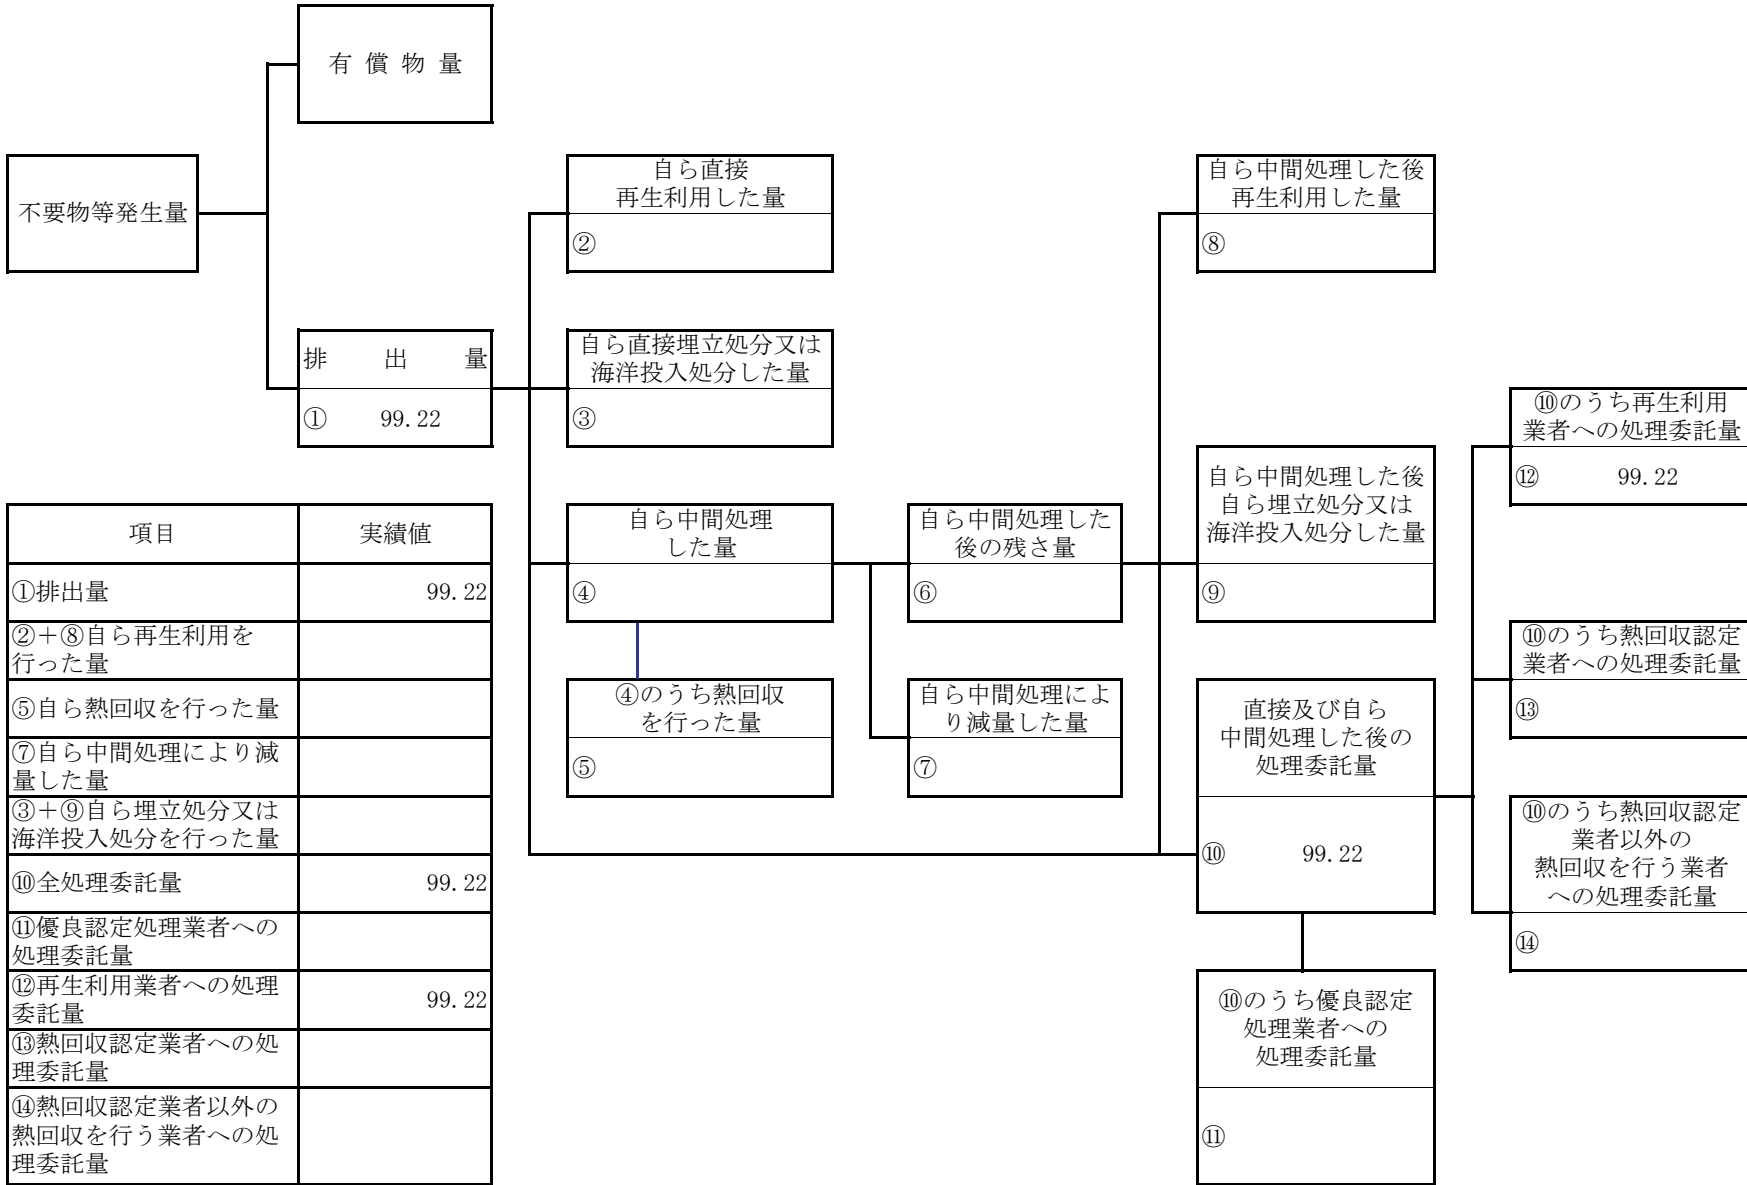 有償物量
不要物等発生量
自ら直接
再生利用した量
②
自ら中間処理した後
再生利用した量
⑧
排出量
① 99.22
自ら直接埋立処分又は
海洋投入処分した量
③
⑩のうち再生利用
業者への処理委託量
⑫ 99.22
自ら中間処理した後
自ら埋立処分又は
海洋投入処分した量
⑨
自ら中間処理
した量
④
自ら中間処理した
後の残さ量
⑥
⑩のうち熱回収認定
業者への処理委託量
⑬
④のうち熱回収
を行った量
⑤
自ら中間処理によ
り減量した量
⑦
直接及び自ら
中間処理した後の
処理委託量
⑩ 99.22
⑩のうち熱回収認定
業者以外の
熱回収を行う業者
への処理委託量
⑭
⑩のうち優良認定
処理業者への
処理委託量
⑪
項目 実績値
①排出量 99.22
②＋⑧自ら再生利用を
行った量
⑤自ら熱回収を行った量
⑦自ら中間処理により減
量した量
③＋⑨自ら埋立処分又は
海洋投入処分を行った量
⑩全処理委託量 99.22
⑪優良認定処理業者への
処理委託量
⑫再生利用業者への処理
委託量 99.22
⑬熱回収認定業者への処
理委託量
⑭熱回収認定業者以外の
熱回収を行う業者への処
理委託量